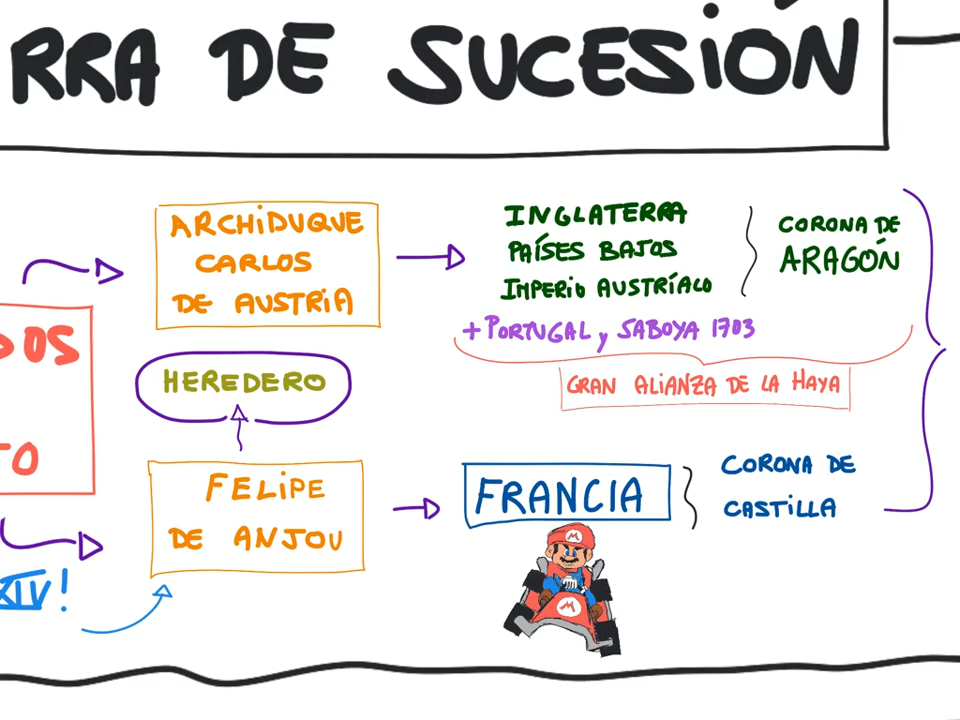 RRA DE SUCESIÓN
ARCHIDUQUE
CARLOS
DE AUSTRIA
INGLATERRA
PAÍSES BAJOS
IMPERIO AUSTRÍACO
CORONA DE
ARAGÓN
+ PORTUGAL y SABOYA 1703
GRAN ALIANZA DE LA HAYA
DOS
TO
HEREDERO
FELIPE
DE ANJOU
FRANCIA
CORONA DE
CASTILLA
XIV!
M
M